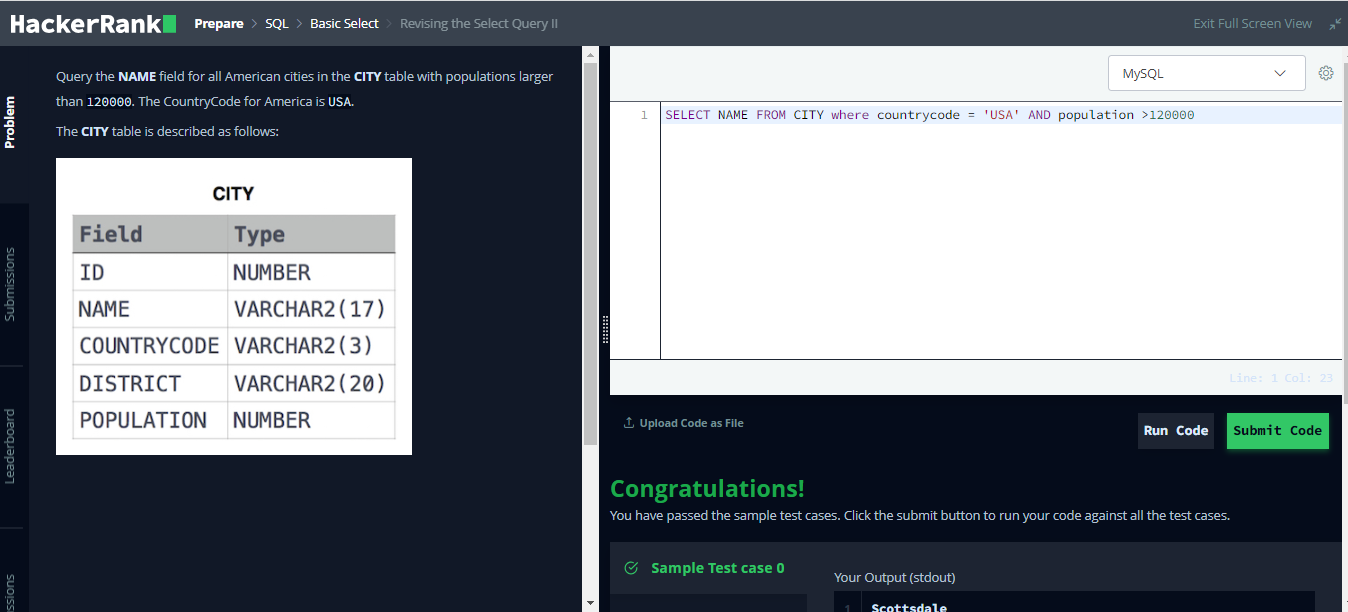 HackerRank
Prepare > SQL > Basic Select > Revising the Select Query II
Exit Full Screen View
Problem
Submissions
Leaderboard
Query the NAME field for all American cities in the CITY table with populations larger
than 120000. The CountryCode for America is USA.
The CITY table is described as follows:
CITY
Field Type
ID NUMBER
NAME VARCHAR2(17)
COUNTRYCODE VARCHAR2(3)
DISTRICT VARCHAR2(20)
POPULATION NUMBER
MySQL
1 SELECT NAME FROM CITY where countrycode = 'USA' AND population >120000
Line: 1 Col: 23
Upload Code as File
Run Code
Submit Code
Congratulations!
You have passed the sample test cases. Click the submit button to run your code against all the test cases.
Sample Test case 0
Your Output (stdout)
1 Scottsdale